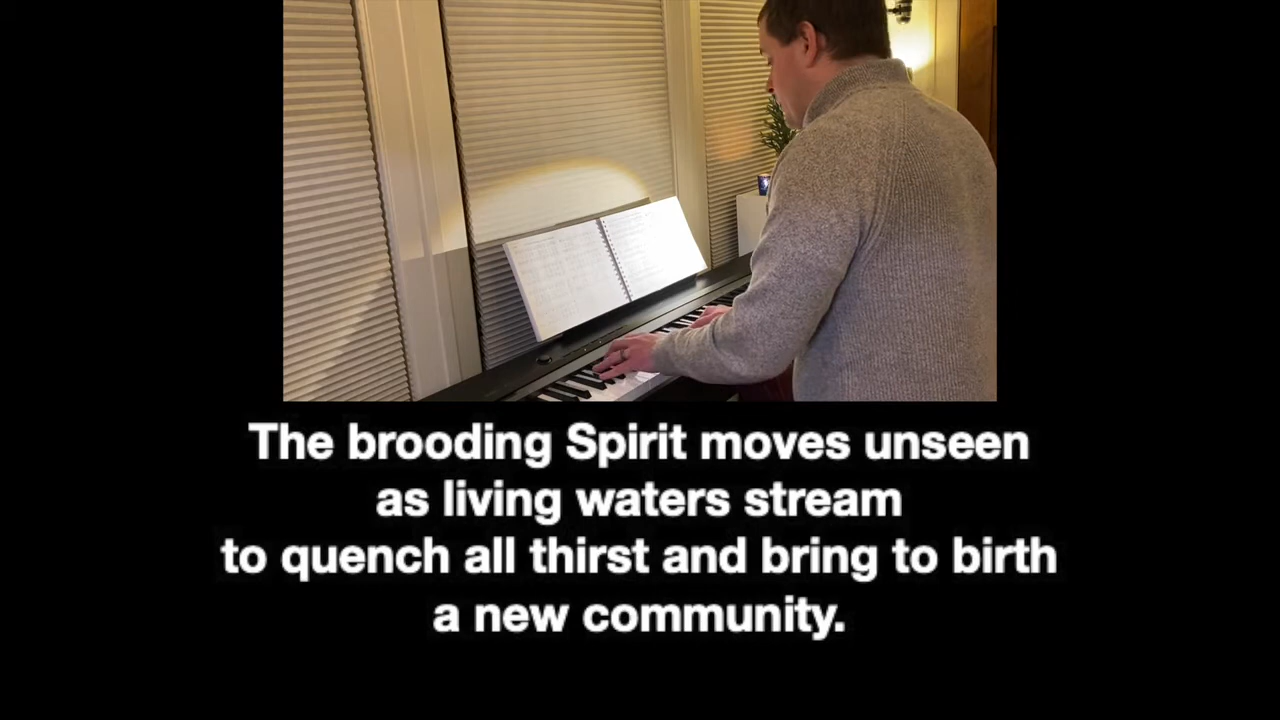 The brooding Spirit moves unseen
as living waters stream
to quench all thirst and bring to birth
a new community.